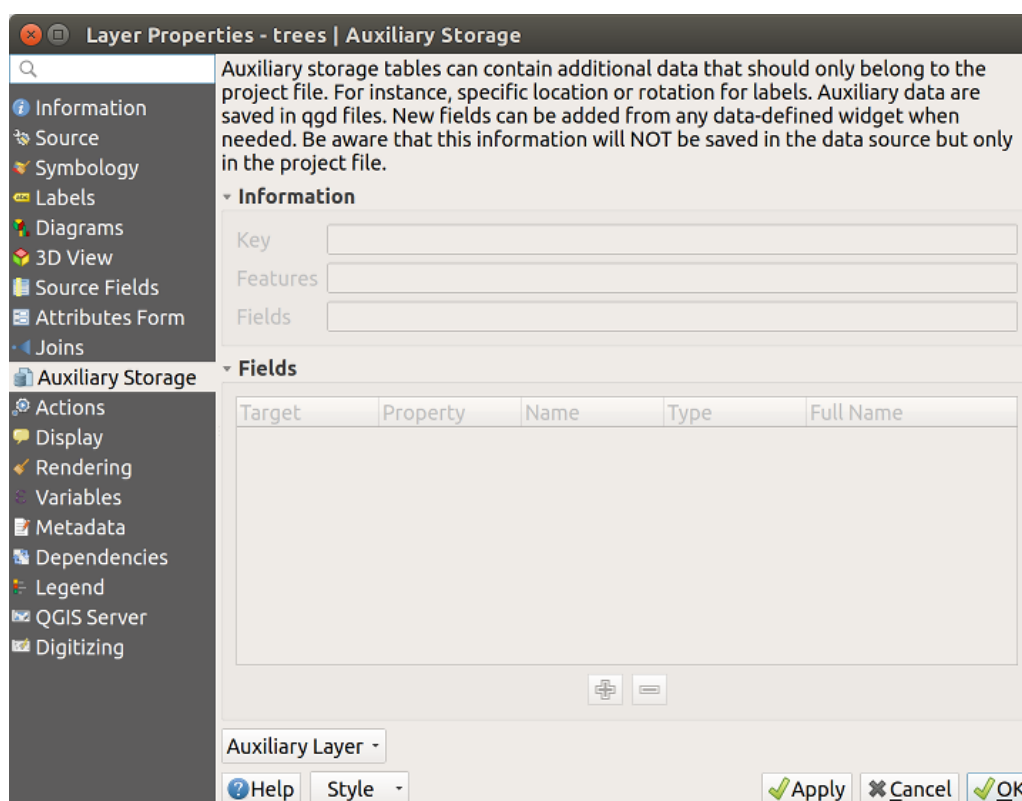 Layer Properties - trees | Auxiliary Storage
Auxiliary storage tables can contain additional data that should only belong to the
project file. For instance, specific location or rotation for labels. Auxiliary data are
saved in qgd files. New fields can be added from any data-defined widget when
needed. Be aware that this information will NOT be saved in the data source but only
in the project file.
Information
Source
Symbology
Labels
Diagrams
3D View
Source Fields
Attributes Form
Joins
Auxiliary Storage
Actions
Display
Rendering
Variables
Metadata
Dependencies
Legend
QGIS Server
Digitizing
Information
Key
Features
Fields
Fields
Target Property Name Type Full Name
Auxiliary Layer
Help Style Apply Cancel OK